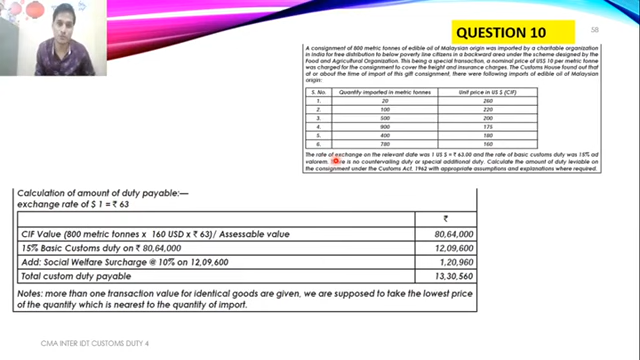 QUESTION 10
58
A consignment of 800 metric tonnes of edible oil of Malaysian origin was imported by a charitable organization
in India for free distribution to below poverty line citizens in a backward area under the scheme designed by the
Food and Agricultural Organization. This being a special transaction, a nominal price of US$ 10 per metric tonne
was charged for the consignment to cover the freight and insurance charges. The Customs House found out that
at or about the time of import of this gift consignment, there were following imports of edible oil of Malaysian
origin:
S. No. Quantity imported in metric tonnes Unit price in US $ (CIF)
1. 20 260
2. 100 220
3. 500 200
4. 900 175
5. 400 180
6. 780 160
The rate of exchange on the relevant date was 1 US $ = ₹ 63.00 and the rate of basic customs duty was 15% ad
valorem. There is no countervailing duty or special additional duty. Calculate the amount of duty leviable on
the consignment under the Customs Act, 1962 with appropriate assumptions and explanations where required.
Calculation of amount of duty payable:—
exchange rate of $ 1= ₹ 63
₹
CIF Value (800 metric tonnes x 160 USD x ₹ 63)/ Assessable value 80,64,000
15% Basic Customs duty on ₹ 80,64,000 12,09,600
Add: Social Welfare Surcharge @ 10% on 12,09,600 1,20,960
Total custom duty payable 13,30,560
Notes: more than one transaction value for identical goods are given, we are supposed to take the lowest price
of the quantity which is nearest to the quantity of import.
CMA INTER IDT CUSTOMS DUTY 4